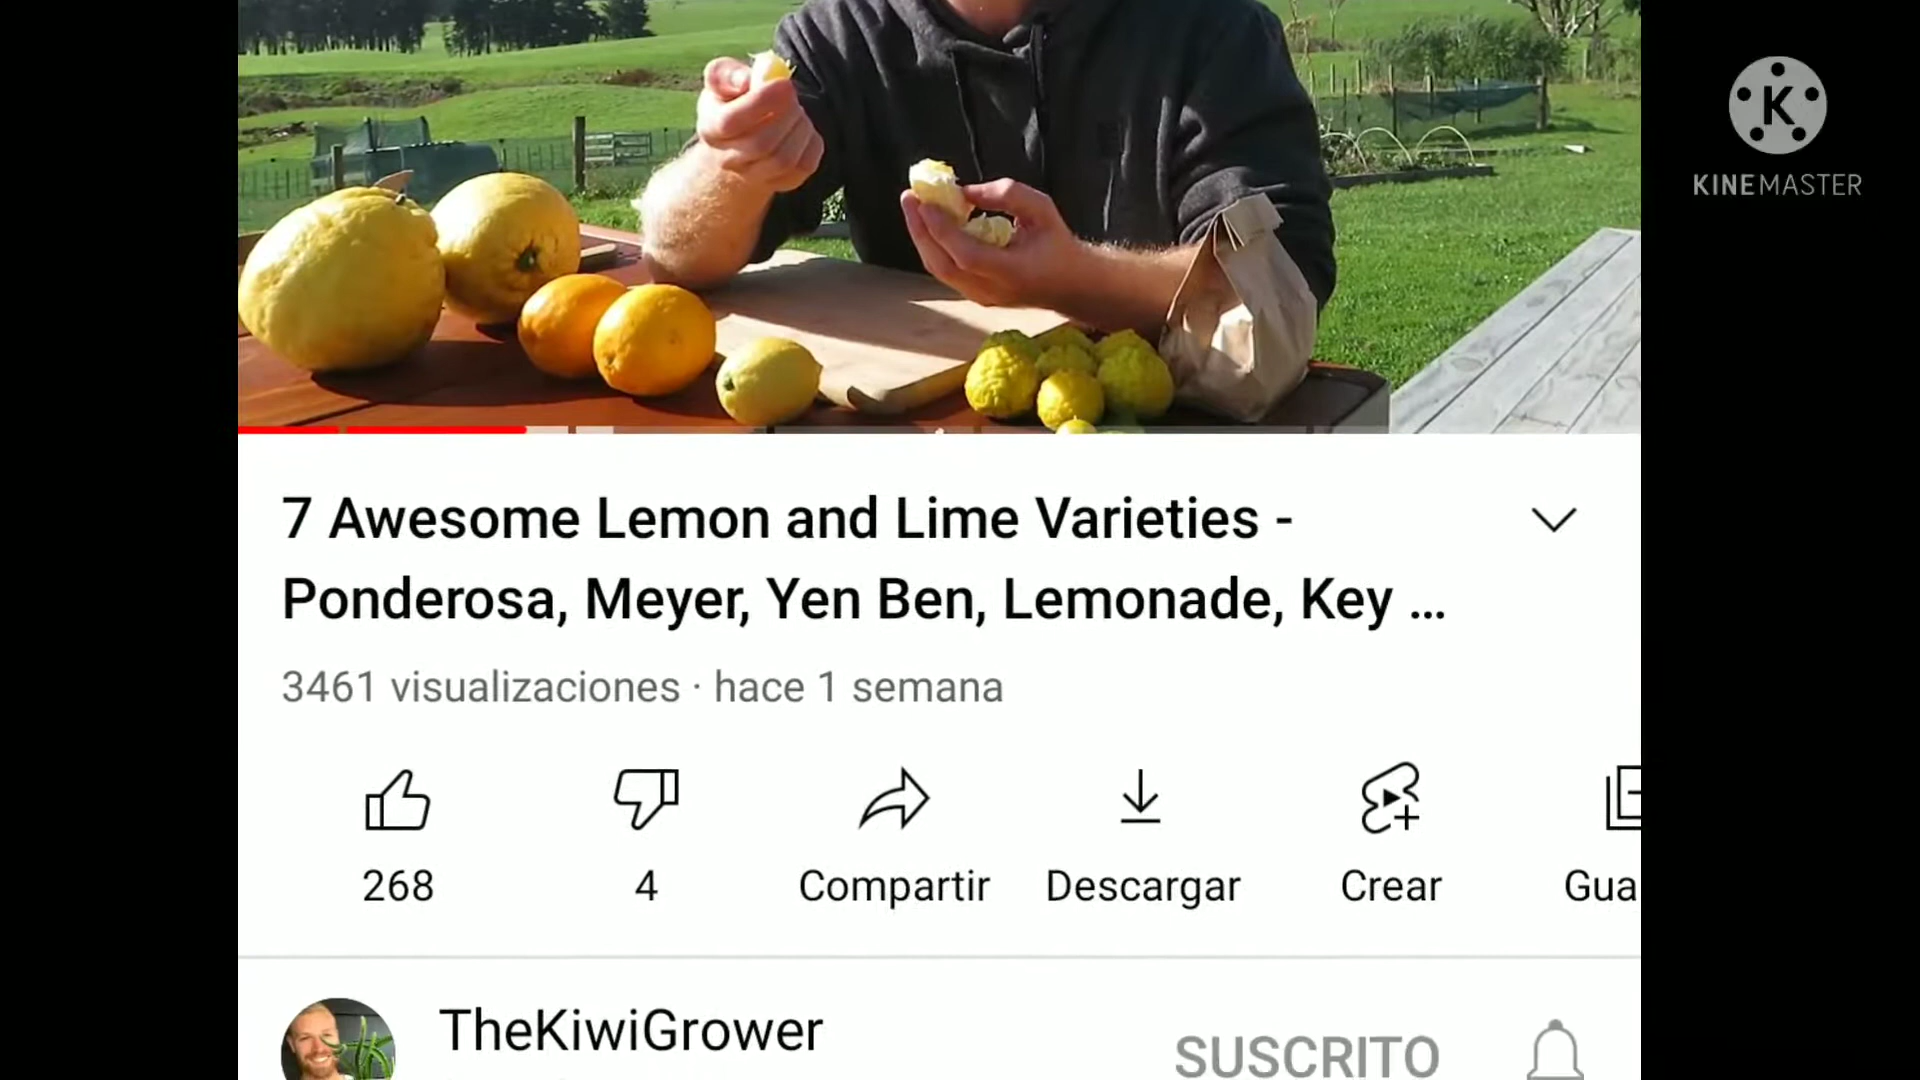 KINEMASTER
7 Awesome Lemon and Lime Varieties -
Ponderosa, Meyer, Yen Ben, Lemonade, Key ...
3461 visualizaciones · hace 1 semana
268
4
Compartir
Descargar
Crear
Gua
TheKiwiGrower
SUSCRITO